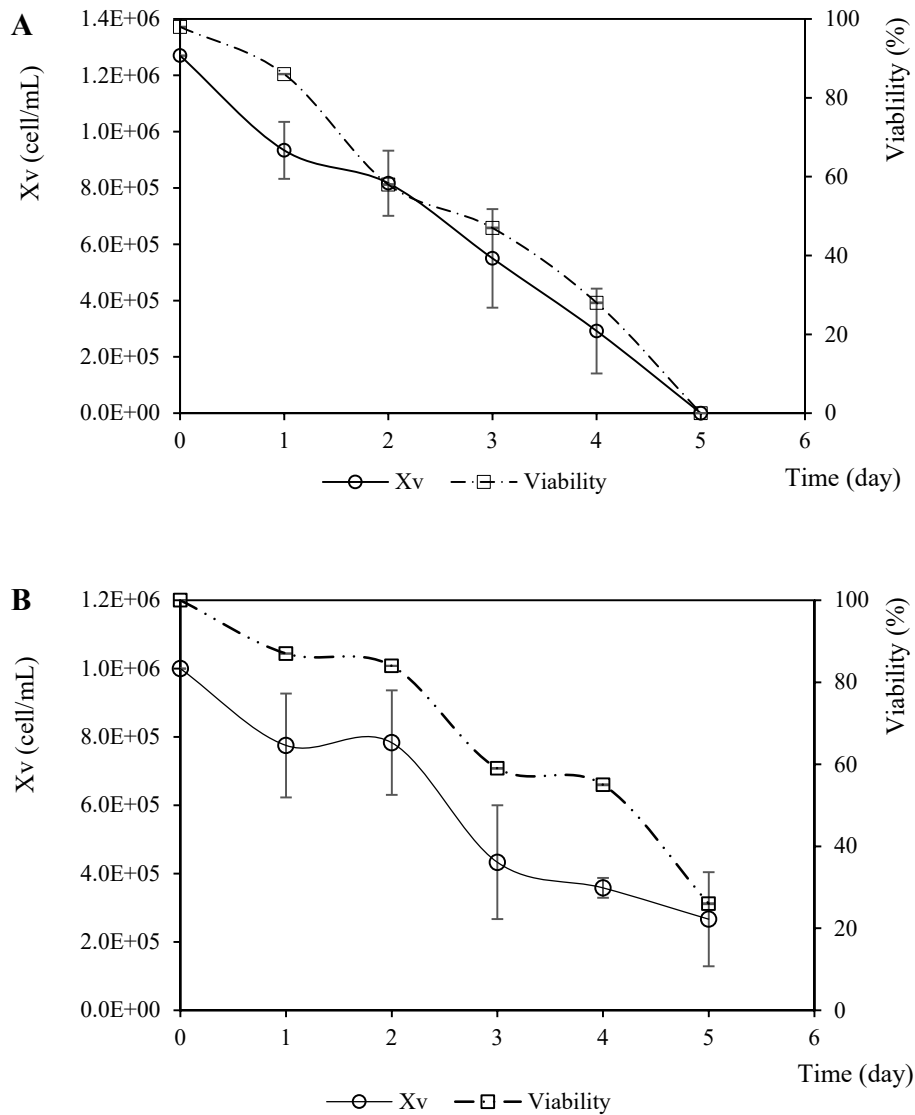 A
Xv (cell/mL)
1.4E+06
1.2E+06
1.0E+06
8.0E+05
6.0E+05
4.0E+05
2.0E+05
0.0E+00
100
80
60
40
20
0
Viablility (%)
0 1 2 3 4 5 6
Time (day)
Xv Viability
B
Xv (cell/mL)
1.2E+06
1.0E+06
8.0E+05
6.0E+05
4.0E+05
2.0E+05
0.0E+00
100
80
60
40
20
0
Viability (%)
0 1 2 3 4 5 6
Time (day)
Xv Viability